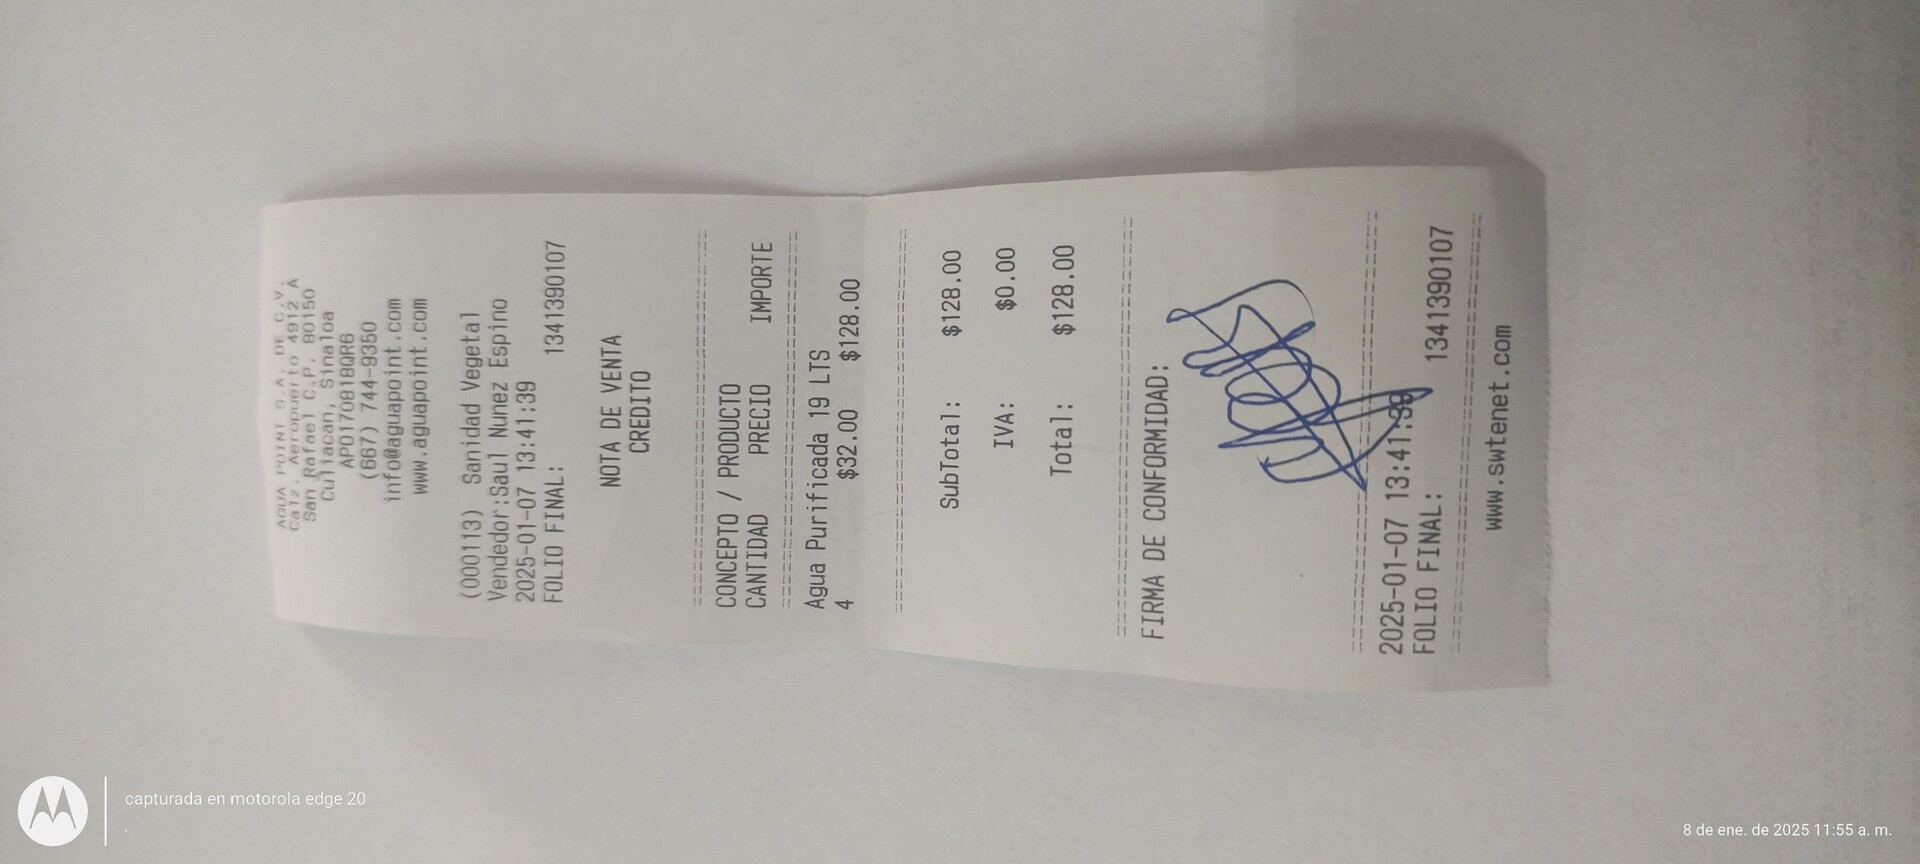 AQUA POINT S.A. DE C.V.
Calz. Aeropuerto 4912 A
San Rafael C.P. 80150
Culiacan, Sinaloa
APO170818QR6
(667) 744-9350
info@aguapoint.com
www.aguapoint.com
(000113) Sanidad Vegetal
Vendedor:Saul Nunez Espino
2025-01-07 13:41:39
FOLIO FINAL: 1341390107
NOTA DE VENTA
CREDITO
CONCEPTO / PRODUCTO
CANTIDAD PRECIO IMPORTE
Agua Purificada 19 LTS
4 $32.00 $128.00
SubTotal: $128.00
IVA: $0.00
Total: $128.00
FIRMA DE CONFORMIDAD:
2025-01-07 13:41:39
FOLIO FINAL: 1341390107
www.swtenet.com
capturada en motorola edge 20
8 de ene. de 2025 11:55 a. m.